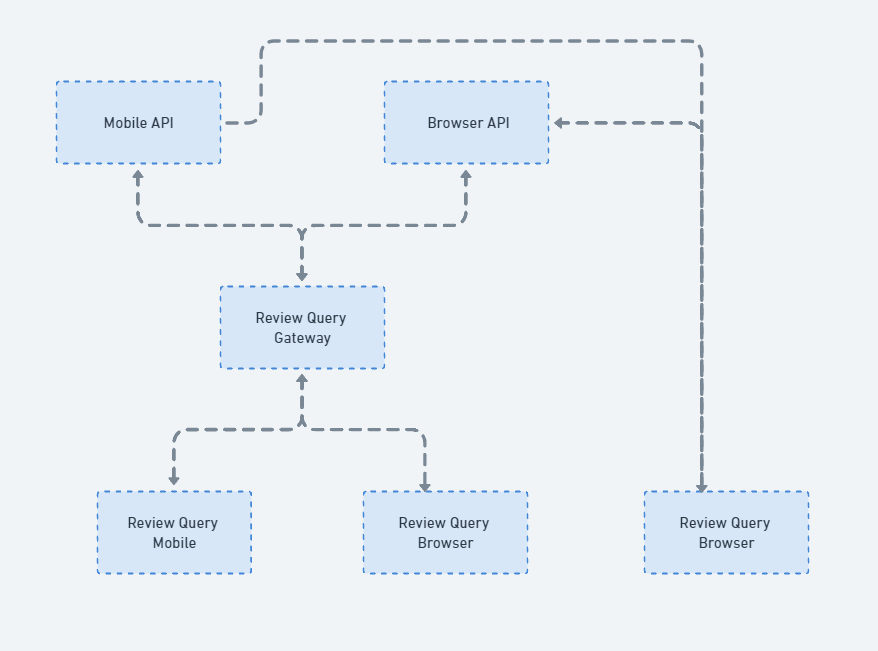 Mobile API
Browser API
Review Query
Gateway
Review Query
Mobile
Review Query
Browser
Review Query
Browser